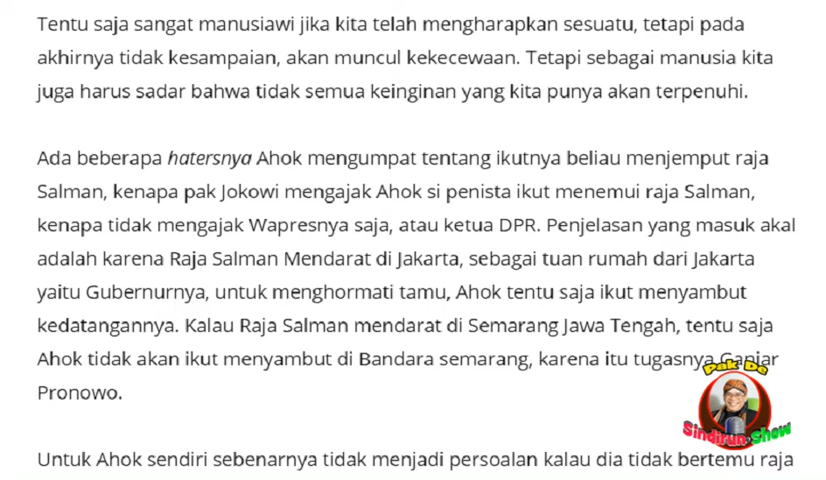 Tentu saja sangat manusiawi jika kita telah mengharapkan sesuatu, tetapi pada
akhirnya tidak kesampaian, akan muncul kekecewaan. Tetapi sebagai manusia kita
juga harus sadar bahwa tidak semua keinginan yang kita punya akan terpenuhi.
Ada beberapa hatersnya Ahok mengumpat tentang ikutnya beliau menjemput raja
Salman, kenapa pak Jokowi mengajak Ahok si penista ikut menemui raja Salman,
kenapa tidak mengajak Wapresnya saja, atau ketua DPR. Penjelasan yang masuk akal
adalah karena Raja Salman Mendarat di Jakarta, sebagai tuan rumah dari Jakarta
yaitu Gubernurnya, untuk menghormati tamu, Ahok tentu saja ikut menyambut
kedatangannya. Kalau Raja Salman mendarat di Semarang Jawa Tengah, tentu saja
Ahok tidak akan ikut menyambut di Bandara semarang, karena itu tugasnya Ganjar
Pronowo.
Pak De
Sindirun Show
Untuk Ahok sendiri sebenarnya tidak menjadi persoalan kalau dia tidak bertemu raja